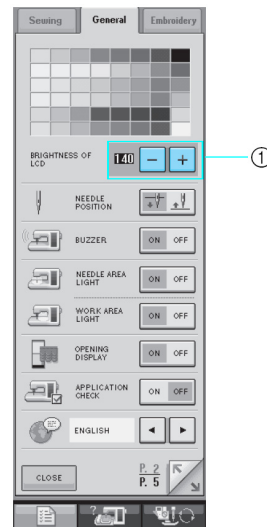 Sewing General Embroidery
BRIGHTNESS OF
LCD
140 − +
①
NEEDLE
POSITION
BUZZER ON OFF
NEEDLE AREA
LIGHT ON OFF
WORK AREA
LIGHT ON OFF
OPENING
DISPLAY ON OFF
APPLICATION
CHECK ON OFF
ENGLISH
CLOSE
P. 2
P. 5
?